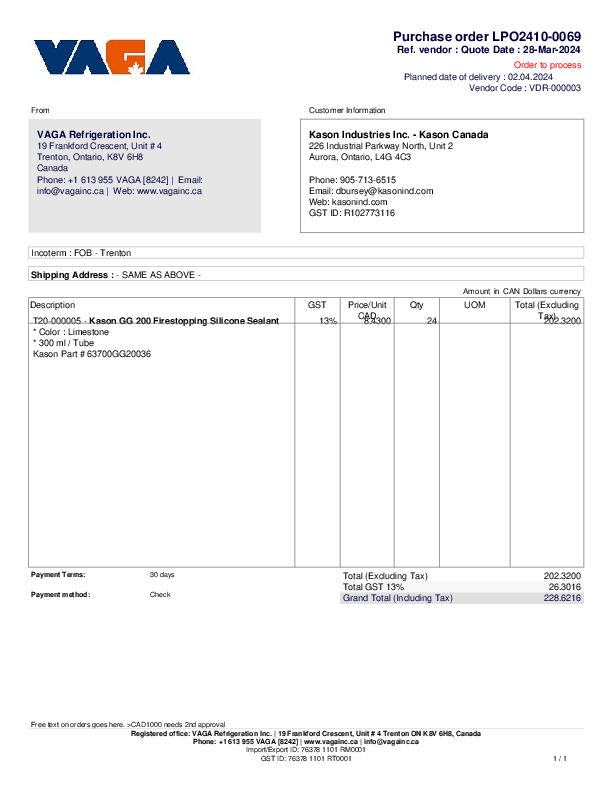 VAGA
Purchase order LPO2410-0069
Ref. vendor : Quote Date : 28-Mar-2024
Order to process
Planned date of delivery : 02.04.2024
Vendor Code : VDR-000003
From
Customer Information
VAGA Refrigeration Inc.
19 Frankford Crescent, Unit # 4
Trenton, Ontario, K8V 6H8
Canada
Phone: +1 613 955 VAGA [8242] | Email:
info@vagainc.ca | Web: www.vagainc.ca
Kason Industries Inc. - Kason Canada
226 Industrial Parkway North, Unit 2
Aurora, Ontario, L4G 4C3
Phone: 905-713-6515
Email: dbursey@kasonind.com
Web: kasonind.com
GST ID: R102773116
Incoterm : FOB - Trenton
Shipping Address : - SAME AS ABOVE -
Amount in CAN Dollars currency
Description GST Price/Unit CAD Qty UOM Total (Excluding Tax)
T20-000005 - Kason GG 200 Firestopping Silicone Sealant 13% 8.4300 24 202.3200
* Color : Limestone
* 300 ml / Tube
Kason Part # 63700GG20036
Payment Terms: 30 days
Payment method: Check
Total (Excluding Tax) 202.3200
Total GST 13% 26.3016
Grand Total (Including Tax) 228.6216
Free text on orders goes here. >CAD1000 needs 2nd approval
Registered office: VAGA Refrigeration Inc. | 19 Frankford Crescent, Unit # 4 Trenton ON K8V 6H8, Canada
Phone: +1 613 955 VAGA [8242] | www.vagainc.ca | info@vagainc.ca
Import/Export ID: 76378 1101 RM0001
GST ID: 76378 1101 RT0001
1 / 1